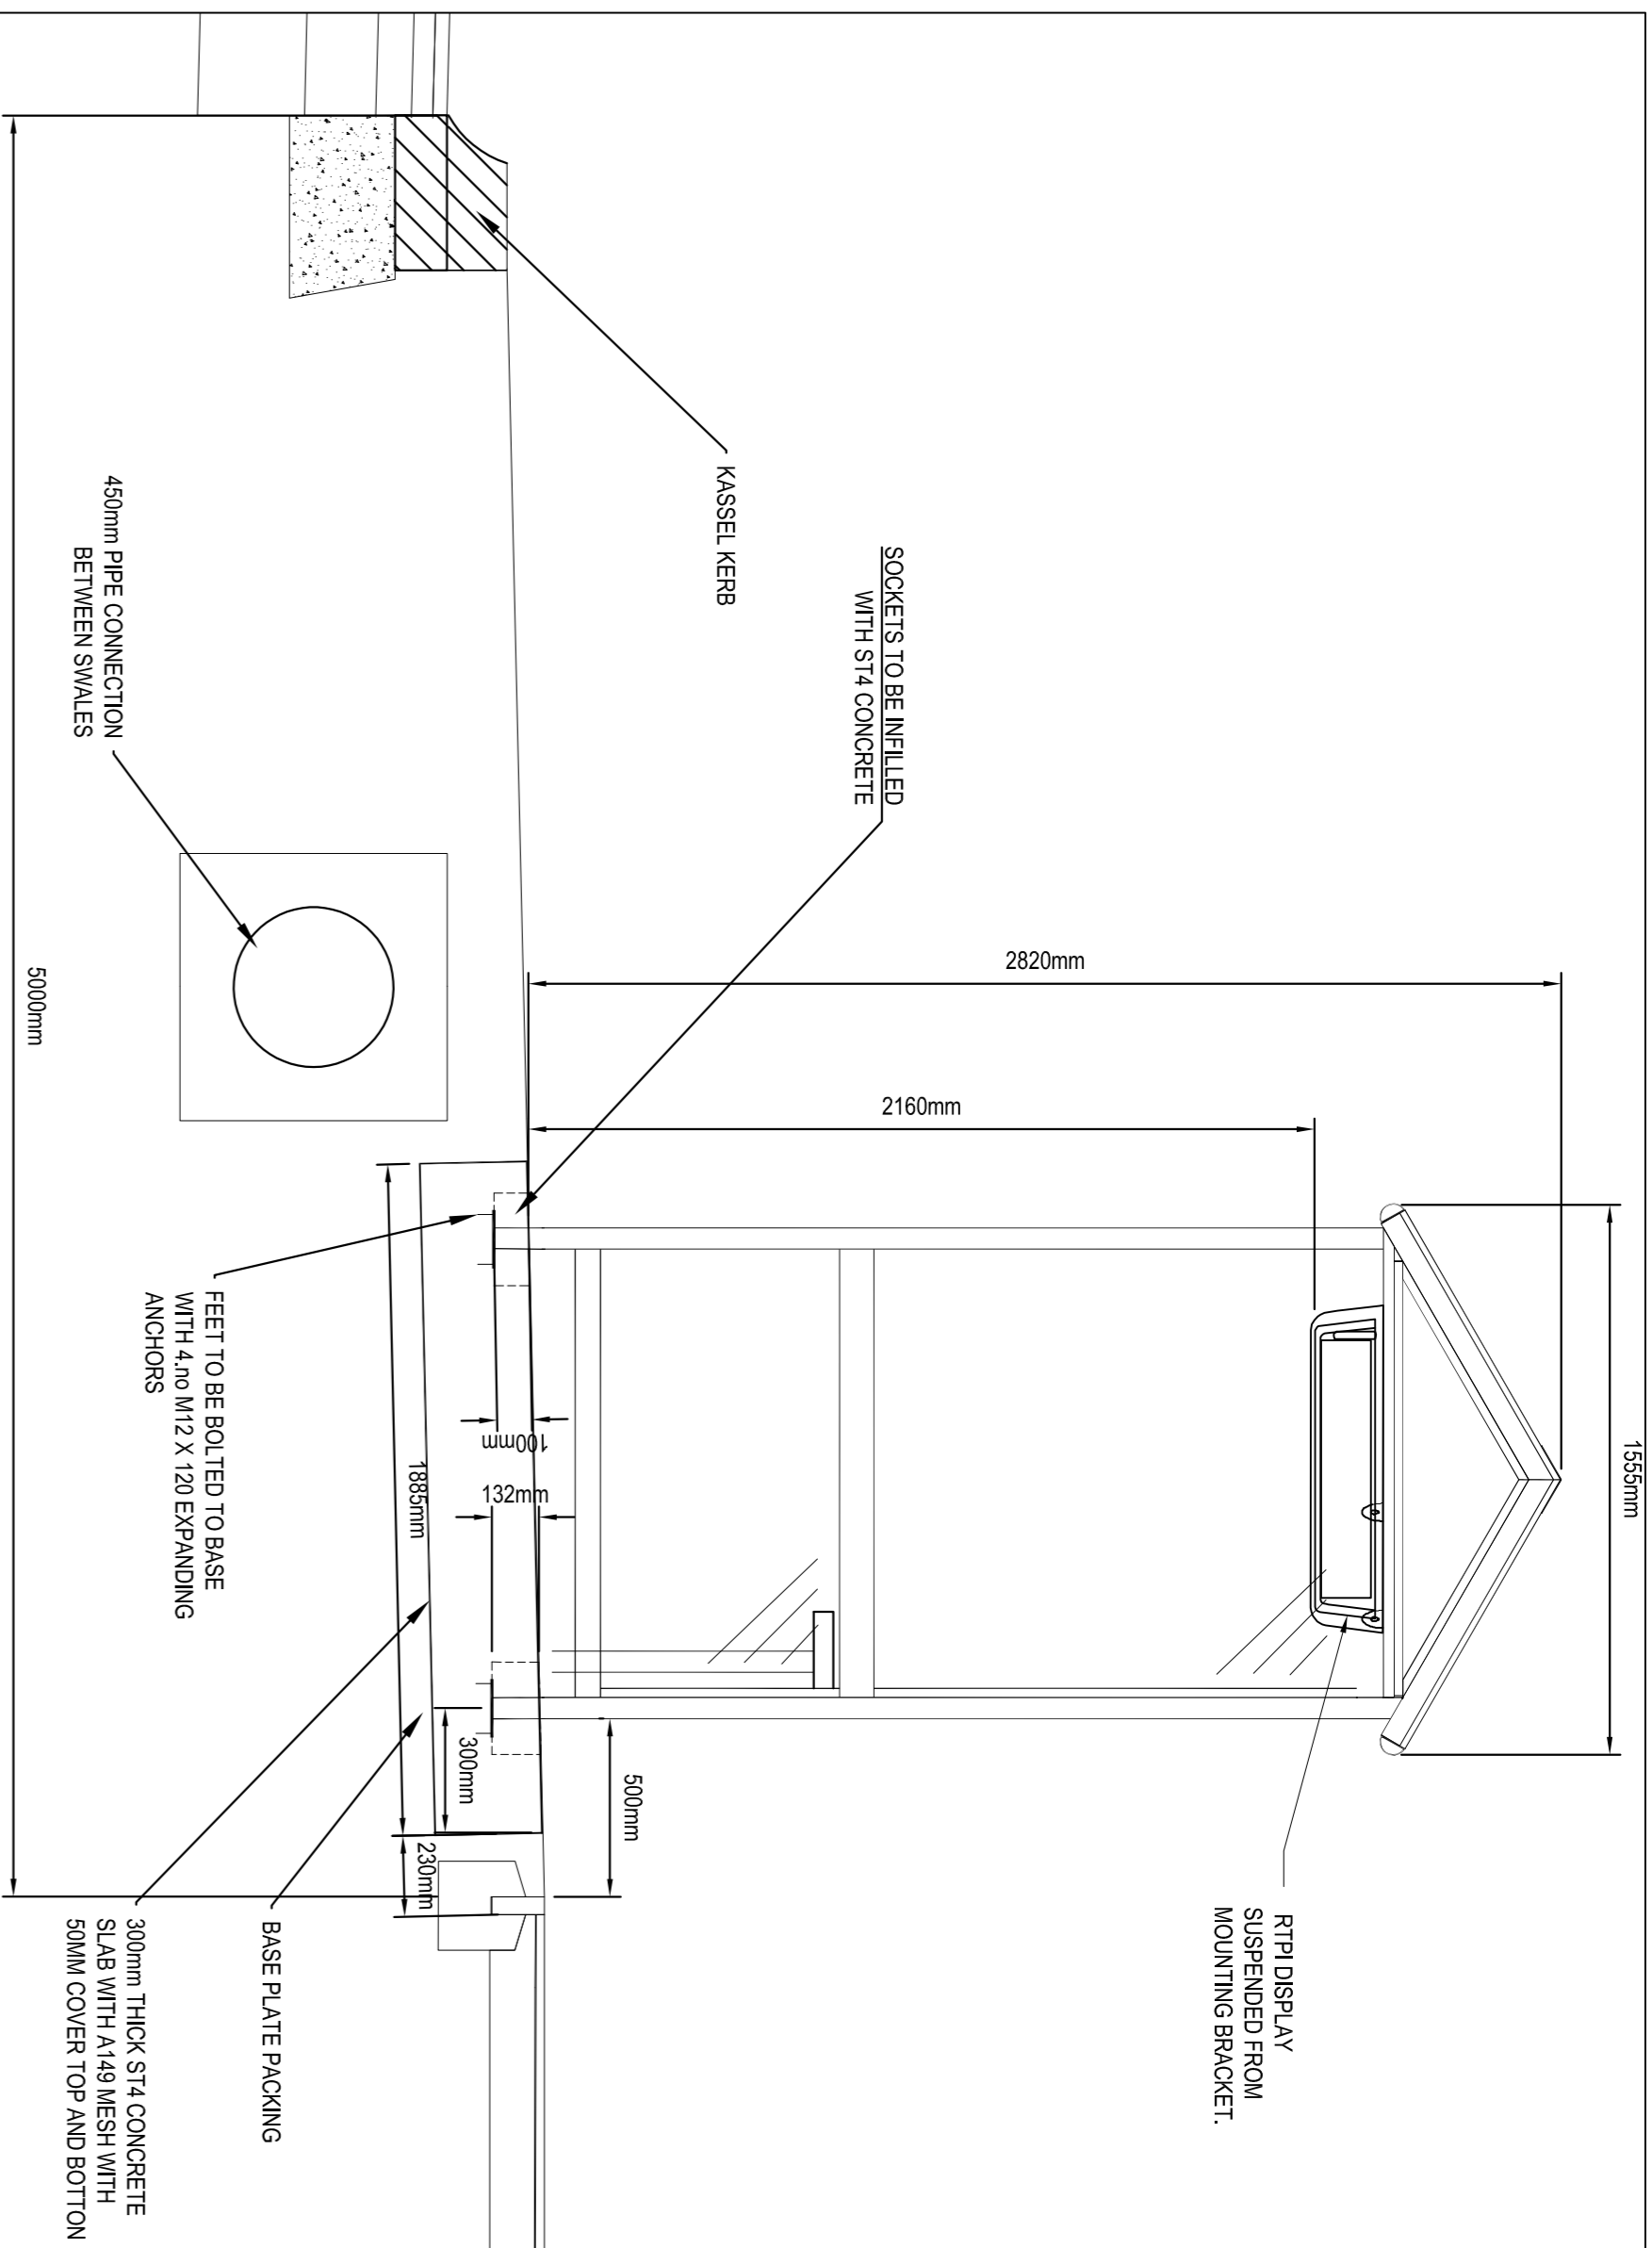 1555mm
RTPI DISPLAY
SUSPENDED FROM
MOUNTING BRACKET.
2820mm
2160mm
SOCKETS TO BE INFILLED
WITH ST4 CONCRETE
KASSEL KERB
500mm
100mm
132mm
300mm
1885mm
230mm
450mm PIPE CONNECTION
BETWEEN SWALES
FEET TO BE BOLTED TO BASE
WITH 4.no M12 X 120 EXPANDING
ANCHORS
BASE PLATE PACKING
300mm THICK ST4 CONCRETE
SLAB WITH A149 MESH WITH
50MM COVER TOP AND BOTTON
5000mm